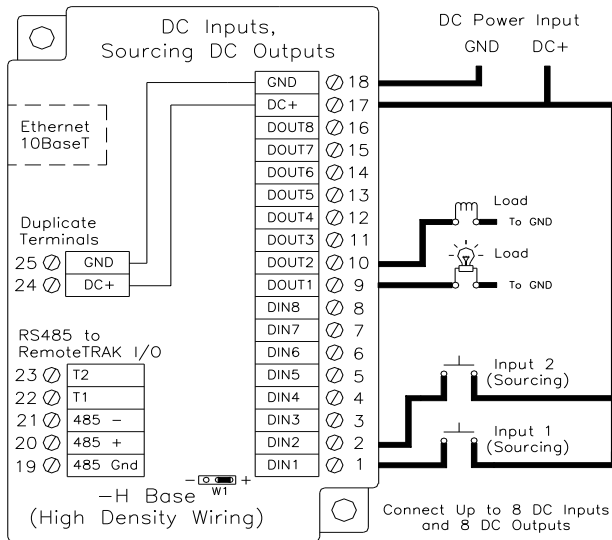 DC Inputs,
Sourcing DC Outputs
DC Power Input
GND DC+
GND 18
DC+ 17
DOUT8 16
DOUT7 15
DOUT6 14
DOUT5 13
DOUT4 12
DOUT3 11
DOUT2 10
DOUT1 9
DIN8 8
DIN7 7
DIN6 6
DIN5 5
DIN4 4
DIN3 3
DIN2 2
DIN1 1
Ethernet
10BaseT
Duplicate
Terminals
25 GND
24 DC+
RS485 to
RemoteTRAK I/O
23 T2
22 T1
21 485 -
20 485 +
19 485 Gnd
- +
W1
-H Base
(High Density Wiring)
Load
To GND
Load
To GND
Input 2
(Sourcing)
Input 1
(Sourcing)
Connect Up to 8 DC Inputs
and 8 DC Outputs